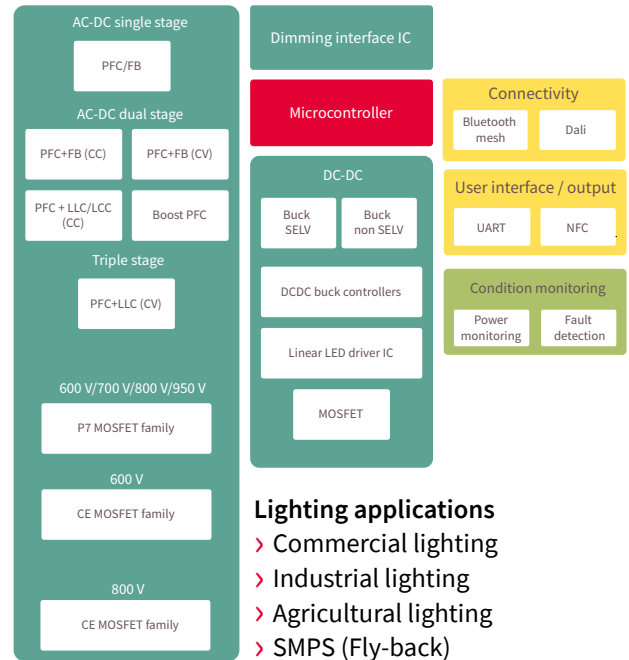 AC-DC single stage
PFC/FB
AC-DC dual stage
PFC+FB (CC)
PFC+FB (CV)
PFC + LLC/LCC
(CC)
Boost PFC
Triple stage
PFC+LLC (CV)
600 V/700 V/800 V/950 V
P7 MOSFET family
600 V
CE MOSFET family
800 V
CE MOSFET family
Dimming interface IC
Microcontroller
DC-DC
Buck
SELV
Buck
non SELV
DCDC buck controllers
Linear LED driver IC
MOSFET
Connectivity
Bluetooth
mesh
Dali
User interface / output
UART
NFC
Condition monitoring
Power
monitoring
Fault
detection
Lighting applications
› Commercial lighting
› Industrial lighting
› Agricultural lighting
› SMPS (Fly-back)